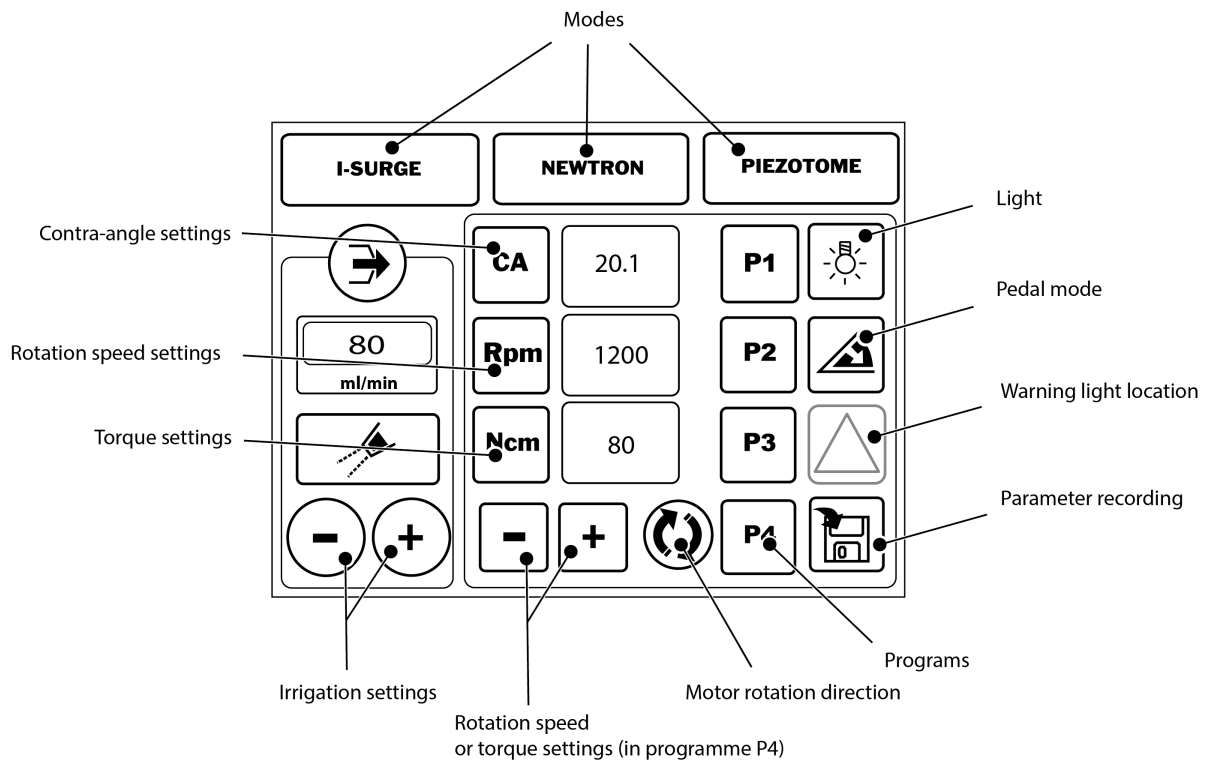 Modes
I-SURGE
NEWTRON
PIEZOTOME
Light
Contra-angle settings
CA
20.1
P1
Pedal mode
Rotation speed settings
80
ml/min
Rpm
1200
P2
Warning light location
Torque settings
Ncm
80
P3
Parameter recording
-
+
-
+
P4
Programs
Irrigation settings
Motor rotation direction
Rotation speed
or torque settings (in programme P4)